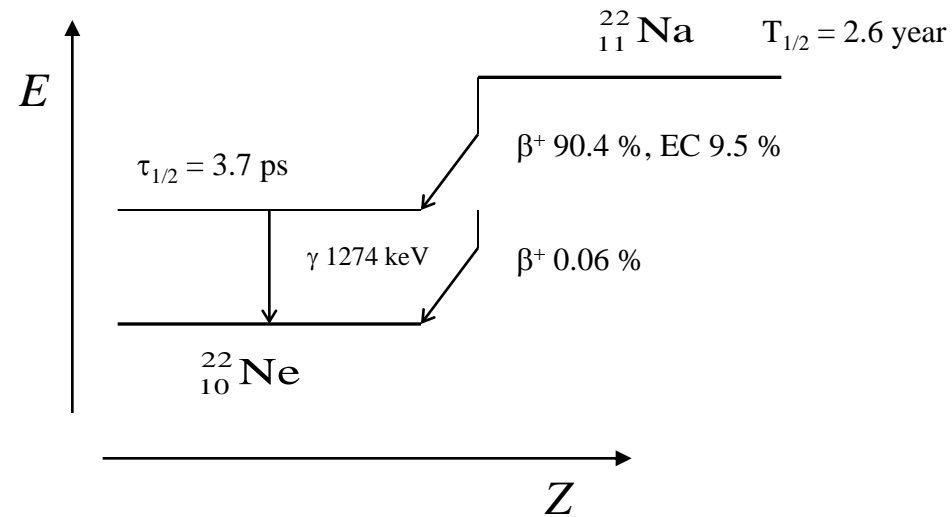 ²²₁₁Na T₁/₂ = 2.6 year
E
β⁺ 90.4 %, EC 9.5 %
τ₁/₂ = 3.7 ps
γ 1274 keV
β⁺ 0.06 %
²²₁₀Ne
Z